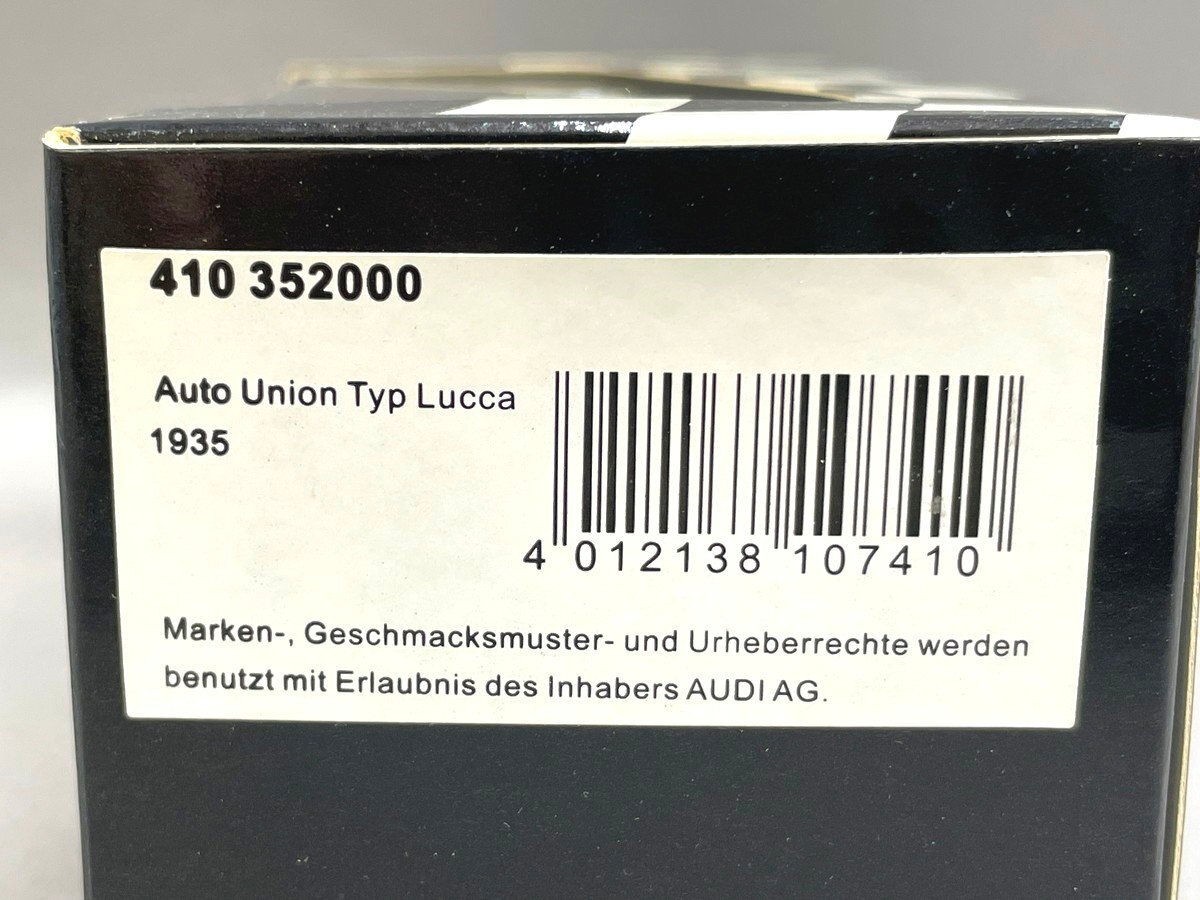 410 352000
Auto Union Typ Lucca
1935
4 012138 107410
Marken-, Geschmacksmuster- und Urheberrechte werden
benutzt mit Erlaubnis des Inhabers AUDI AG.